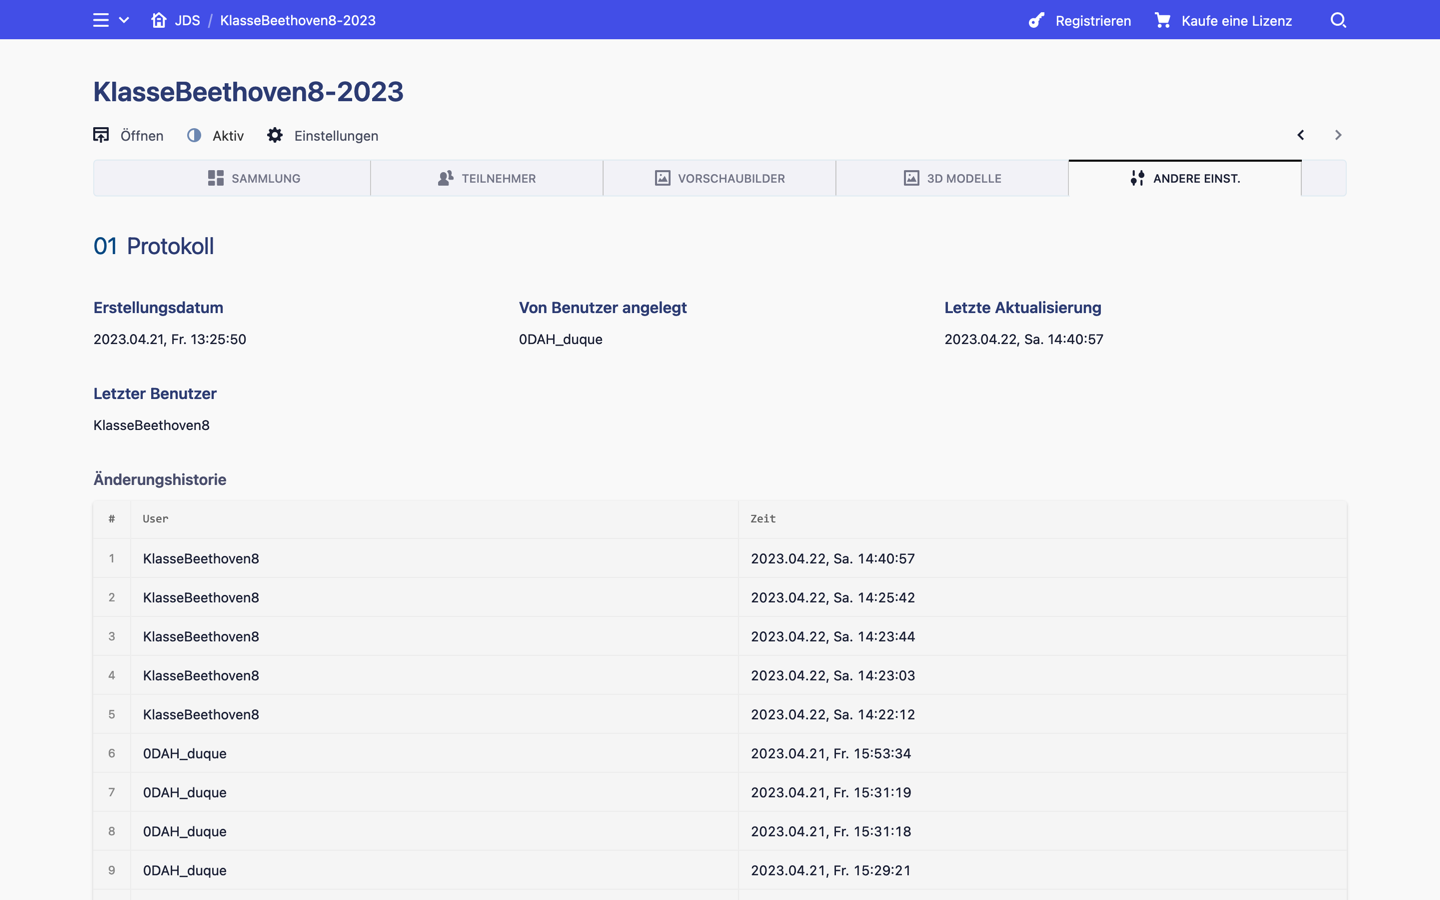 JDS / KlasseBeethoven8-2023 Registrieren Kaufe eine Lizenz
KlasseBeethoven8-2023
Öffnen Aktiv Einstellungen
SAMMLUNG TEILNEHMER VORSCHAUBILDER 3D MODELLE ANDERE EINST.
01 Protokoll
Erstellungsdatum Von Benutzer angelegt Letzte Aktualisierung
2023.04.21, Fr. 13:25:50 0DAH_duque 2023.04.22, Sa. 14:40:57
Letzter Benutzer
KlasseBeethoven8
Änderungshistorie
# User Zeit
1 KlasseBeethoven8 2023.04.22, Sa. 14:40:57
2 KlasseBeethoven8 2023.04.22, Sa. 14:25:42
3 KlasseBeethoven8 2023.04.22, Sa. 14:23:44
4 KlasseBeethoven8 2023.04.22, Sa. 14:23:03
5 KlasseBeethoven8 2023.04.22, Sa. 14:22:12
6 0DAH_duque 2023.04.21, Fr. 15:53:34
7 0DAH_duque 2023.04.21, Fr. 15:31:19
8 0DAH_duque 2023.04.21, Fr. 15:31:18
9 0DAH_duque 2023.04.21, Fr. 15:29:21